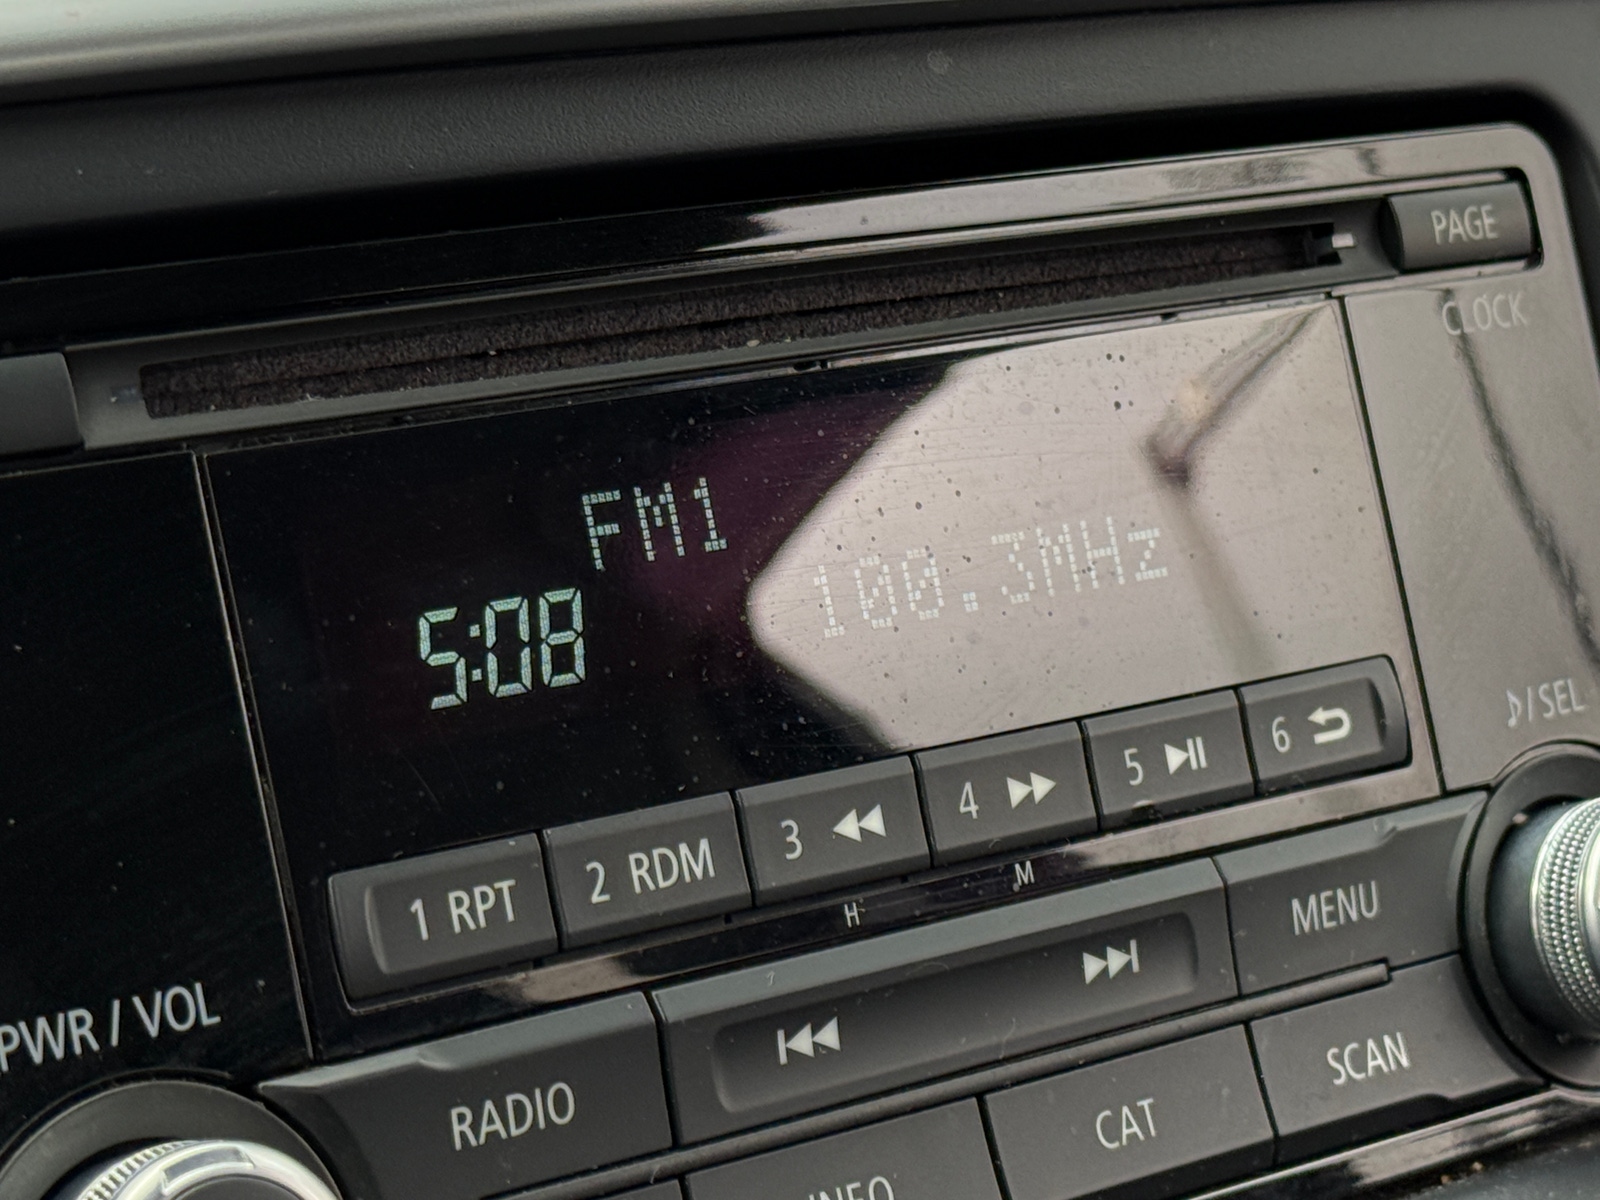 PAGE
CLOCK
FM1
100.3MHz
5:08
♪/SEL
1 RPT
2 RDM
3
4
5
6
H
M
MENU
PWR / VOL
RADIO
SCAN
CAT
INFO